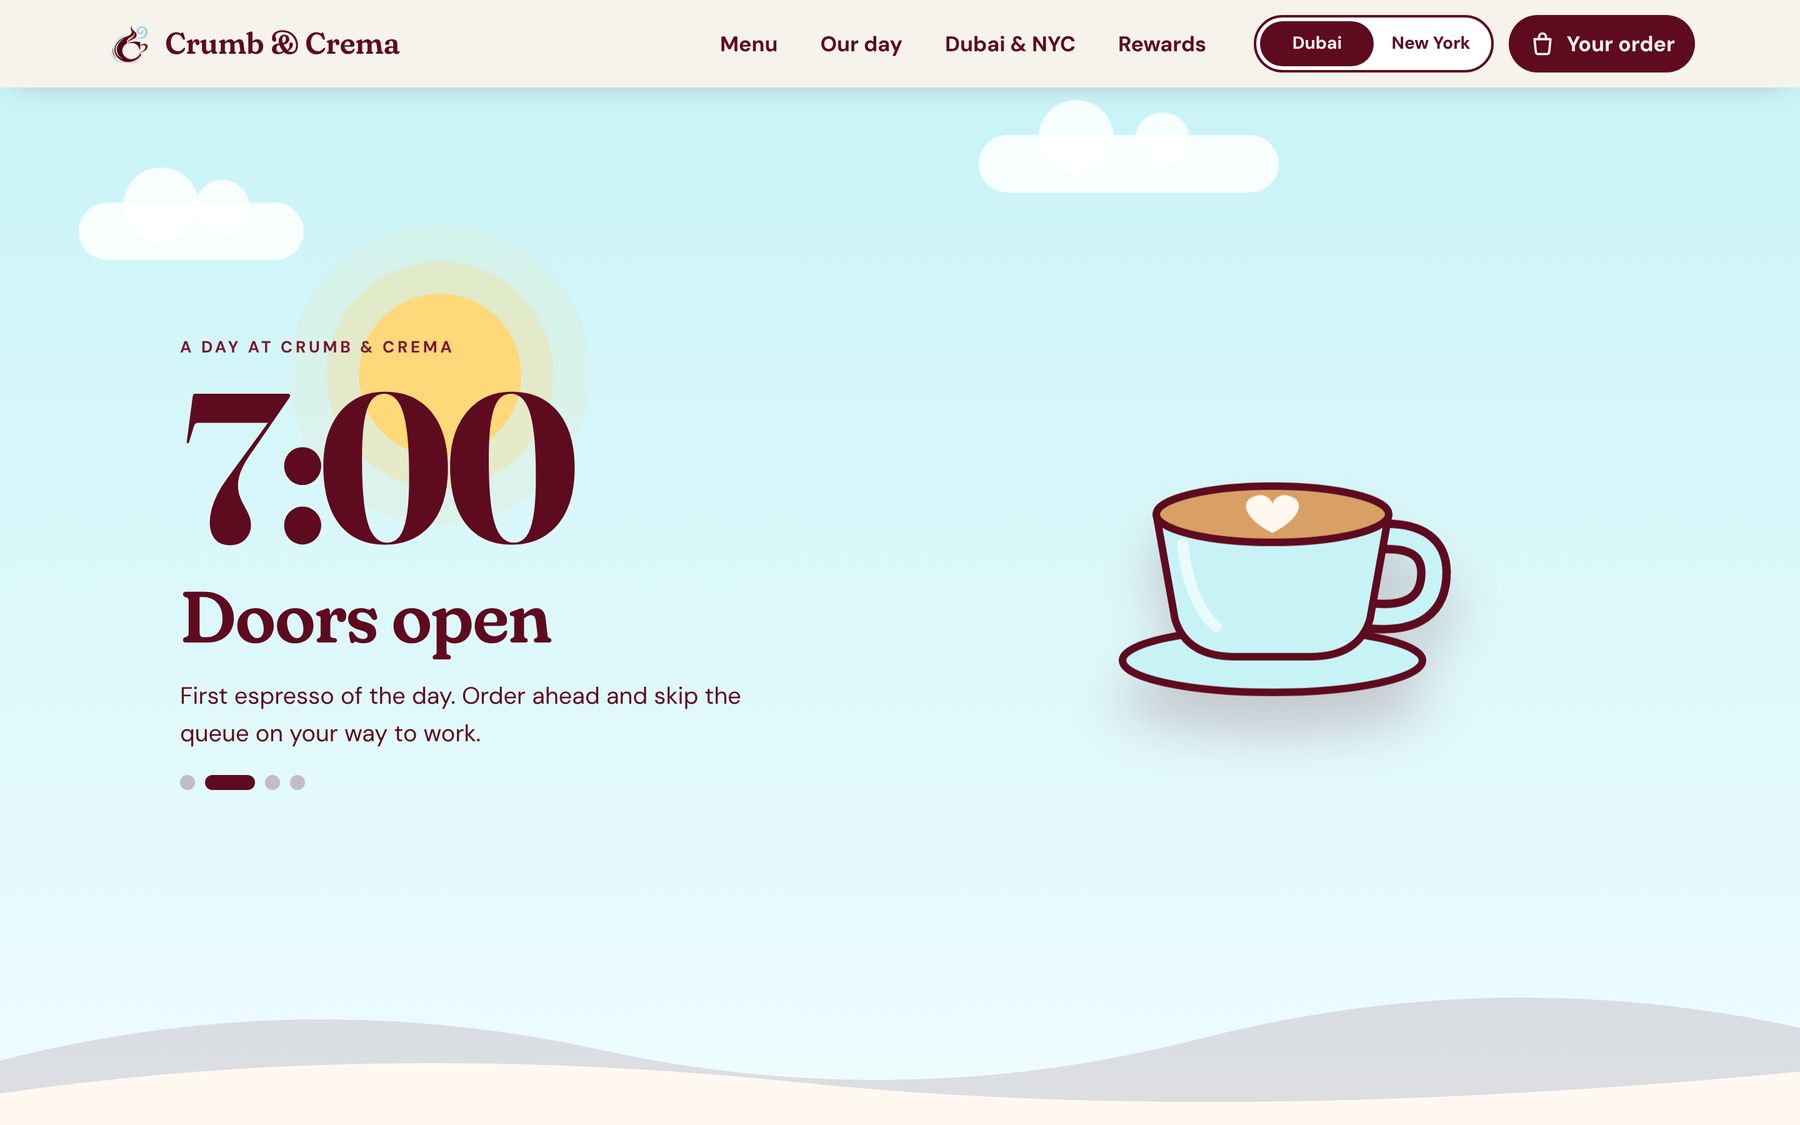 Crumb & Crema
Menu
Our day
Dubai & NYC
Rewards
Dubai
New York
Your order
A DAY AT CRUMB & CREMA
7:00
Doors open
First espresso of the day. Order ahead and skip the
queue on your way to work.